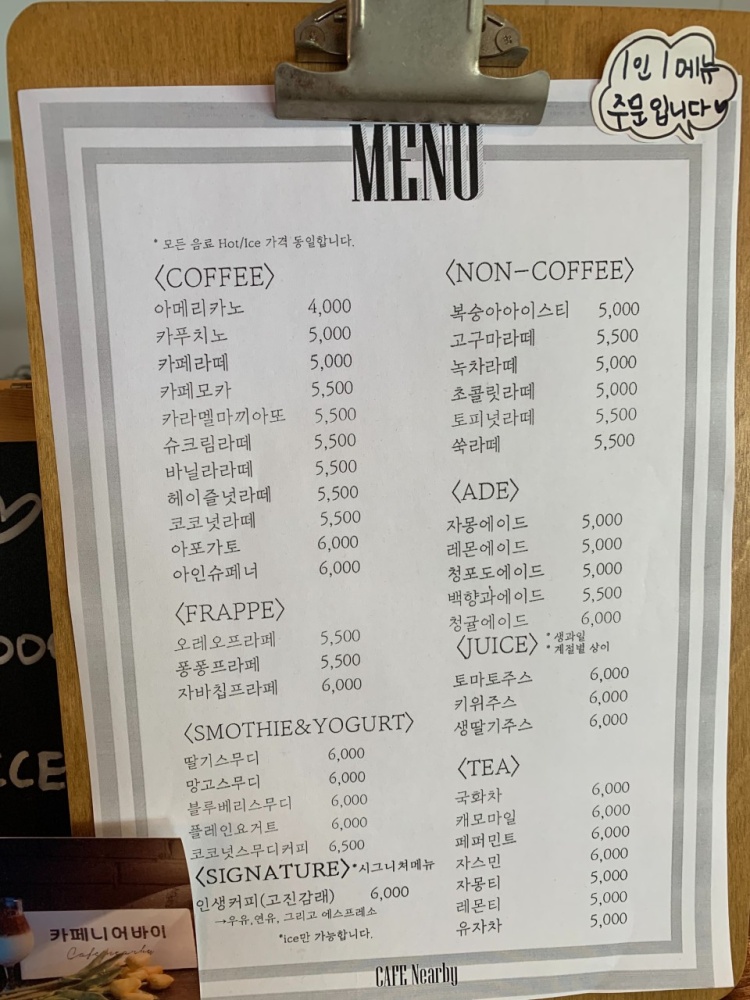 1인 1메뉴
주문입니다
MENU
* 모든 음료 Hot/Ice 가격 동일합니다.
〈COFFEE〉
아메리카노 4,000
카푸치노 5,000
카페라떼 5,000
카페모카 5,500
카라멜마끼아또 5,500
슈크림라떼 5,500
바닐라라떼 5,500
헤이즐넛라떼 5,500
코코넛라떼 5,500
아포가토 6,000
아인슈페너 6,000
〈FRAPPE〉
오레오프라페 5,500
퐁퐁프라페 5,500
자바칩프라페 6,000
〈SMOTHIE&YOGURT〉
딸기스무디 6,000
망고스무디 6,000
블루베리스무디 6,000
플레인요거트 6,000
코코넛스무디커피 6,500
〈SIGNATURE〉*시그니쳐메뉴
인생커피(고진감래) 6,000
→우유,연유, 그리고 에스프레소
*ice만 가능합니다.
〈NON-COFFEE〉
복숭아아이스티 5,000
고구마라떼 5,500
녹차라떼 5,000
초콜릿라떼 5,000
토피넛라떼 5,500
쑥라떼 5,500
〈ADE〉
자몽에이드 5,000
레몬에이드 5,000
청포도에이드 5,000
백향과에이드 5,500
청귤에이드 6,000
〈JUICE〉 * 생과일
* 계절별 상이
토마토주스 6,000
키위주스 6,000
생딸기주스 6,000
〈TEA〉
국화차 6,000
캐모마일 6,000
페퍼민트 6,000
자스민 6,000
자몽티 5,000
레몬티 5,000
유자차 5,000
CAFE Nearby
카페니어바이
Cafe nearby